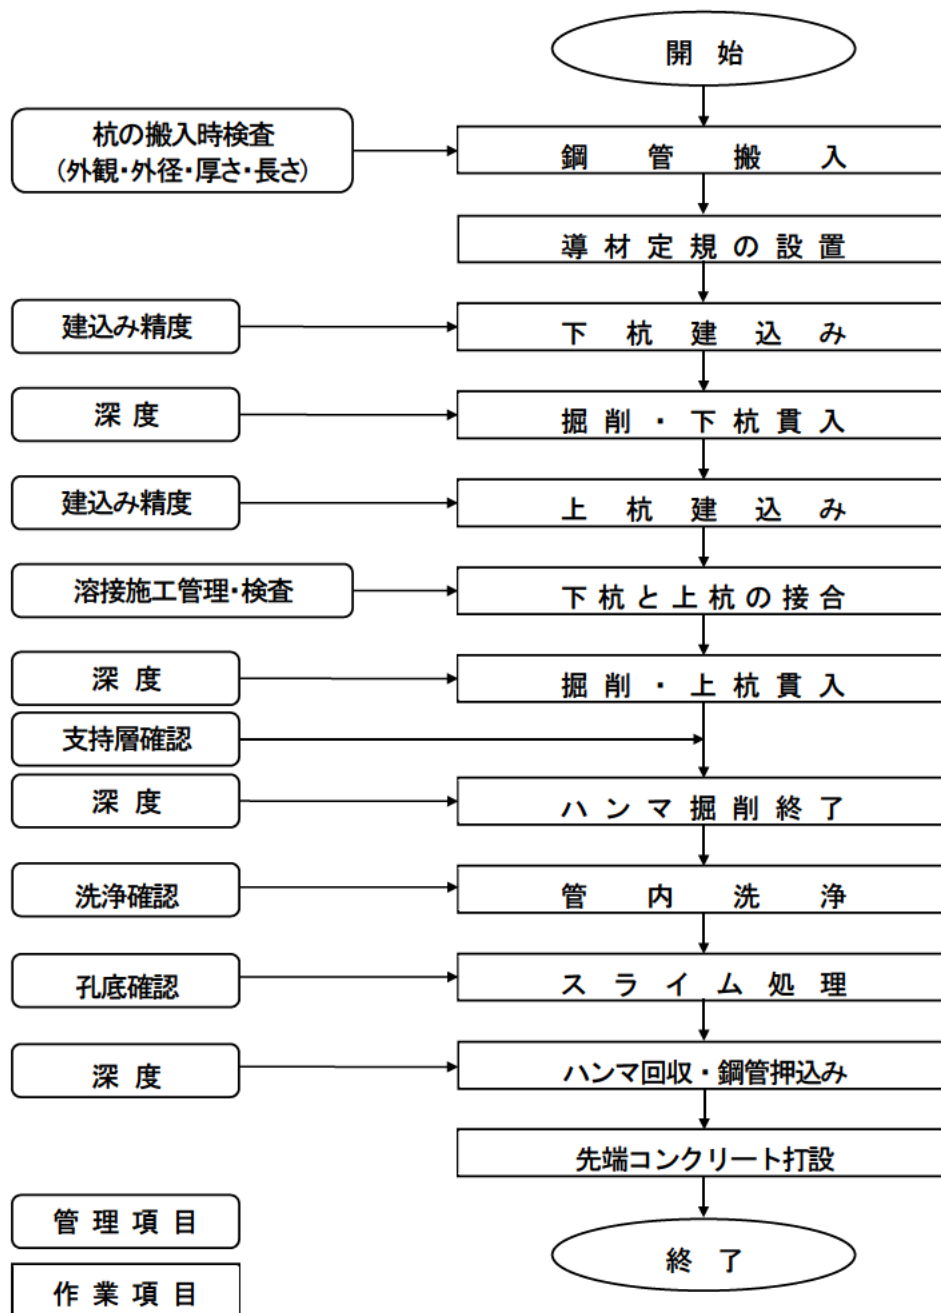 開始
杭の搬入時検査
(外観・外径・厚さ・長さ)
鋼管搬入
導材定規の設置
建込み精度
下杭建込み
深度
掘削・下杭貫入
建込み精度
上杭建込み
溶接施工管理・検査
下杭と上杭の接合
深度
掘削・上杭貫入
支持層確認
深度
ハンマ掘削終了
洗浄確認
管内洗浄
孔底確認
スライム処理
深度
ハンマ回収・鋼管押込み
先端コンクリート打設
管理項目
終了
作業項目